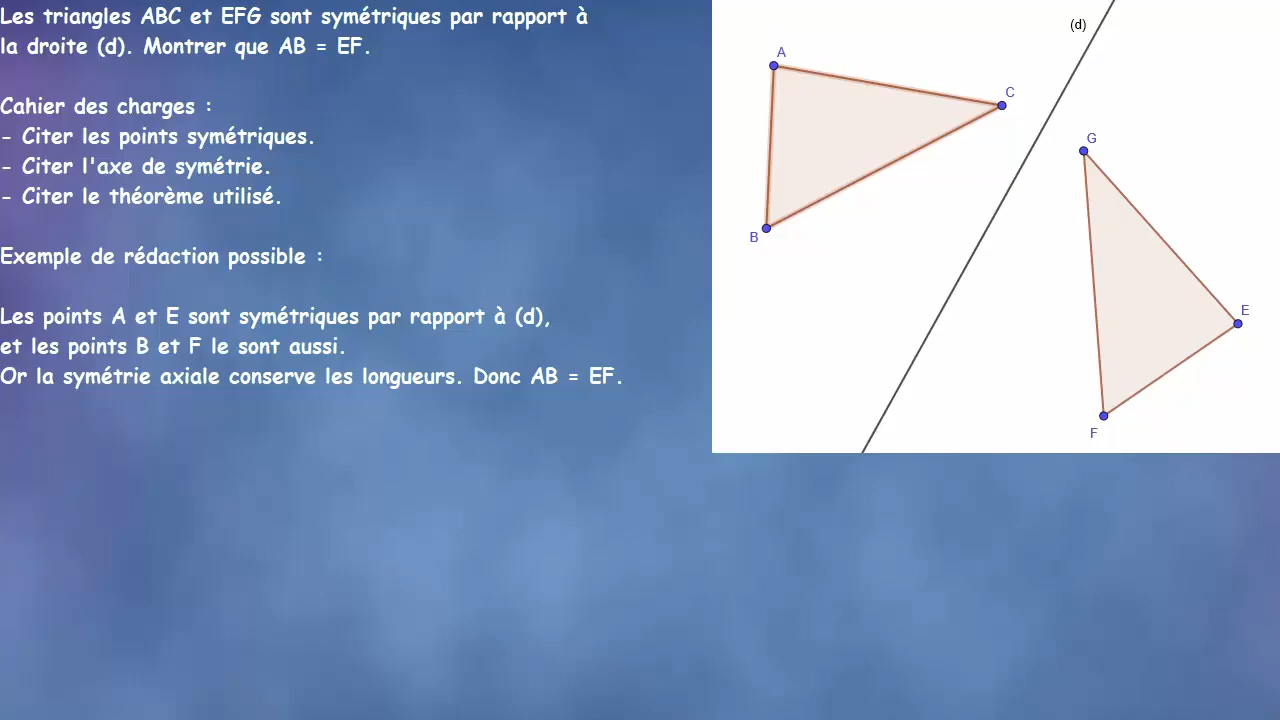 Les triangles ABC et EFG sont symétriques par rapport à
la droite (d). Montrer que AB = EF.
Cahier des charges :
- Citer les points symétriques.
- Citer l'axe de symétrie.
- Citer le théorème utilisé.
Exemple de rédaction possible :
Les points A et E sont symétriques par rapport à (d),
et les points B et F le sont aussi.
Or la symétrie axiale conserve les longueurs. Donc AB = EF.
(d)
A
C
G
B
E
F